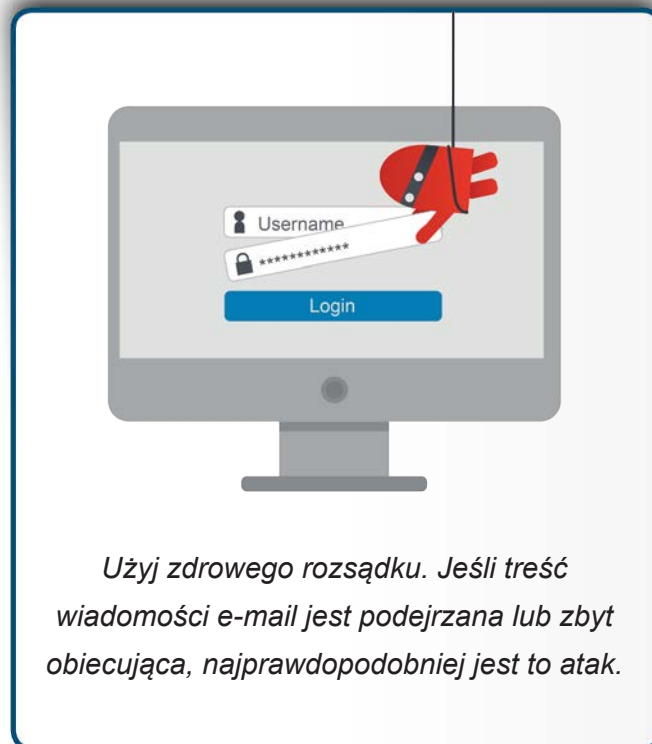 Username
************
Login
Użyj zdrowego rozsądku. Jeśli treść
wiadomości e-mail jest podejrzana lub zbyt
obiecująca, najprawdopodobniej jest to atak.